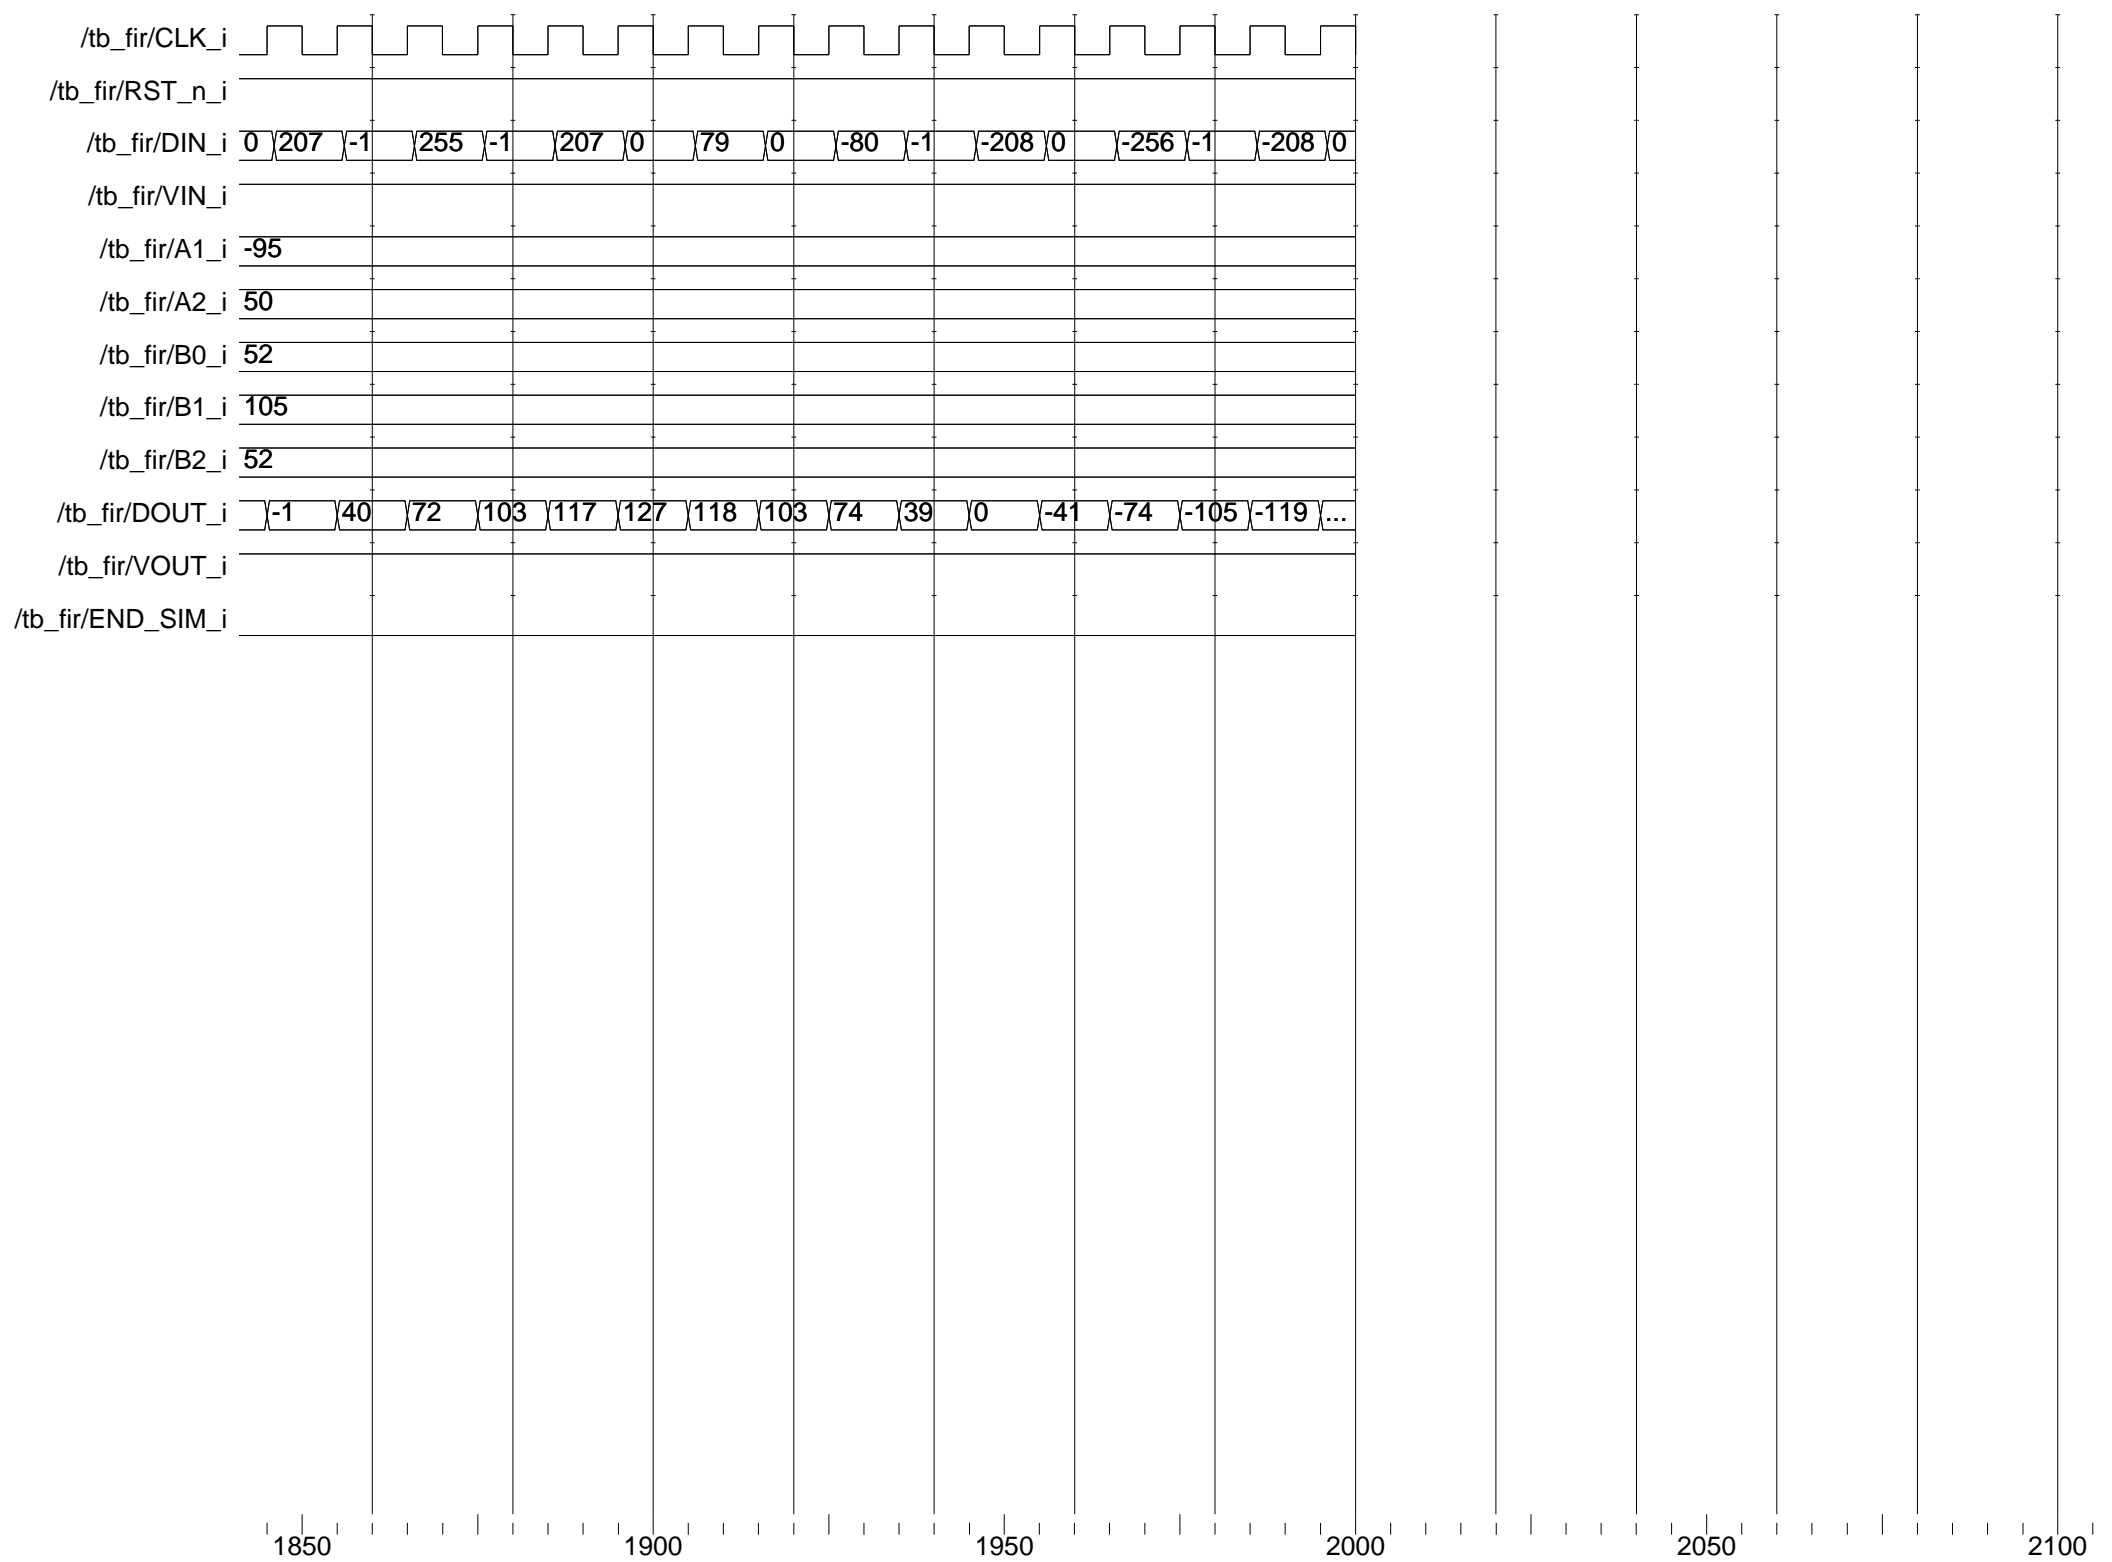 /tb_fir/CLK_i
/tb_fir/RST_n_i
/tb_fir/DIN_i 0 207 -1 255 -1 207 0 79 0 -80 -1 -208 0 -256 -1 -208 0
/tb_fir/VIN_i
/tb_fir/A1_i -95
/tb_fir/A2_i 50
/tb_fir/B0_i 52
/tb_fir/B1_i 105
/tb_fir/B2_i 52
/tb_fir/DOUT_i -1 40 72 103 117 127 118 103 74 39 0 -41 -74 -105 -119 ...
/tb_fir/VOUT_i
/tb_fir/END_SIM_i
1850 1900 1950 2000 2050 2100